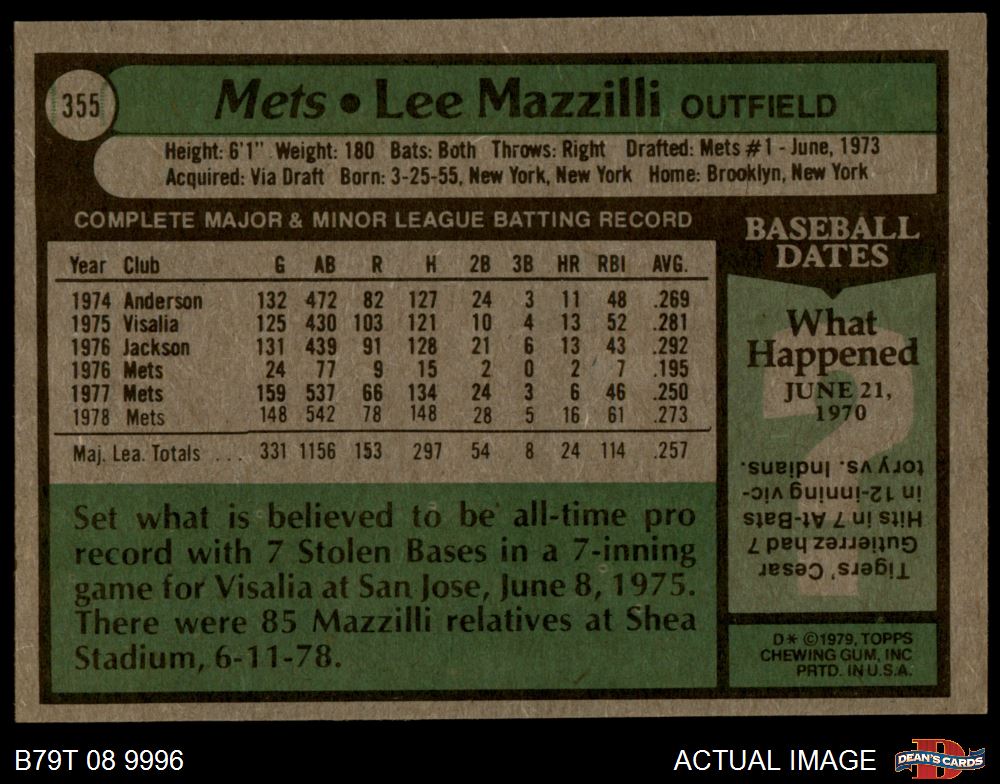 355
Mets • Lee Mazzilli OUTFIELD
Height: 6'1" Weight: 180 Bats: Both Throws: Right Drafted: Mets #1 - June, 1973
Acquired: Via Draft Born: 3-25-55, New York, New York Home: Brooklyn, New York
COMPLETE MAJOR & MINOR LEAGUE BATTING RECORD
Year Club G AB R H 2B 3B HR RBI AVG.
1974 Anderson 132 472 82 127 24 3 11 48 .269
1975 Visalia 125 430 103 121 10 4 13 52 .281
1976 Jackson 131 439 91 128 21 6 13 43 .292
1976 Mets 24 77 9 15 2 0 2 7 .195
1977 Mets 159 537 66 134 24 3 6 46 .250
1978 Mets 148 542 78 148 28 5 16 61 .273
Maj. Lea. Totals ... 331 1156 153 297 54 8 24 114 .257
Set what is believed to be all-time pro
record with 7 Stolen Bases in a 7-inning
game for Visalia at San Jose, June 8, 1975.
There were 85 Mazzilli relatives at Shea
Stadium, 6-11-78.
BASEBALL
DATES
What
Happened
JUNE 21,
1970
?
Tigers' Cesar
Gutierrez had 7
Hits in 7 At-Bats
in 12-inning vic-
tory vs. Indians.
D* ©1979, TOPPS
CHEWING GUM, INC
PRTD. IN U.S.A.
B79T 08 9996
ACTUAL IMAGE
D
DEAN'S CARDS